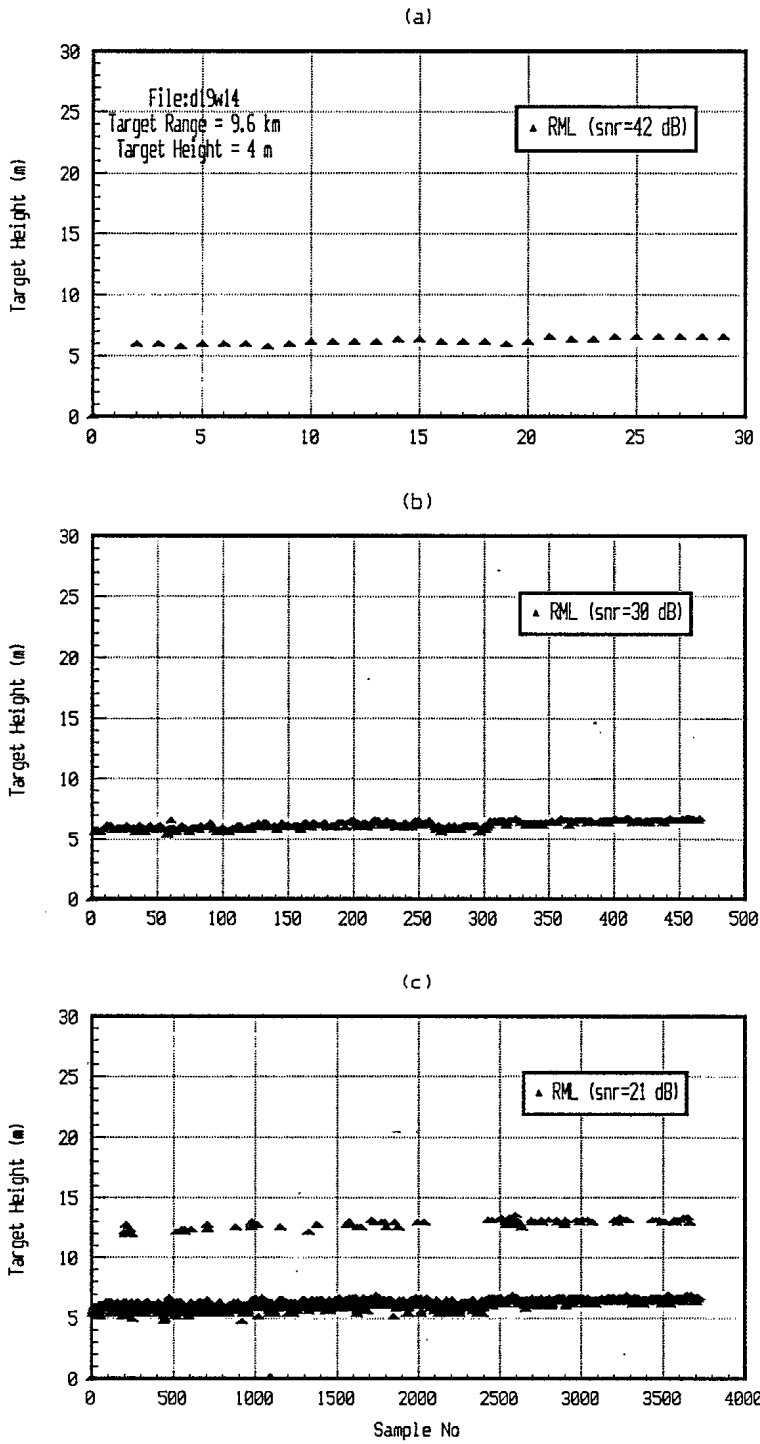 (a)
30
25
20
15
10
5
0
Target Height (m)
File:d19w14
Target Range = 9.6 km
Target Height = 4 m
▲ RML (snr=42 dB)
0 5 10 15 20 25 30
(b)
30
25
20
15
10
5
0
Target Height (m)
▲ RML (snr=30 dB)
0 50 100 150 200 250 300 350 400 450 500
(c)
30
25
20
15
10
5
0
Target Height (m)
▲ RML (snr=21 dB)
0 500 1000 1500 2000 2500 3000 3500 4000
Sample No